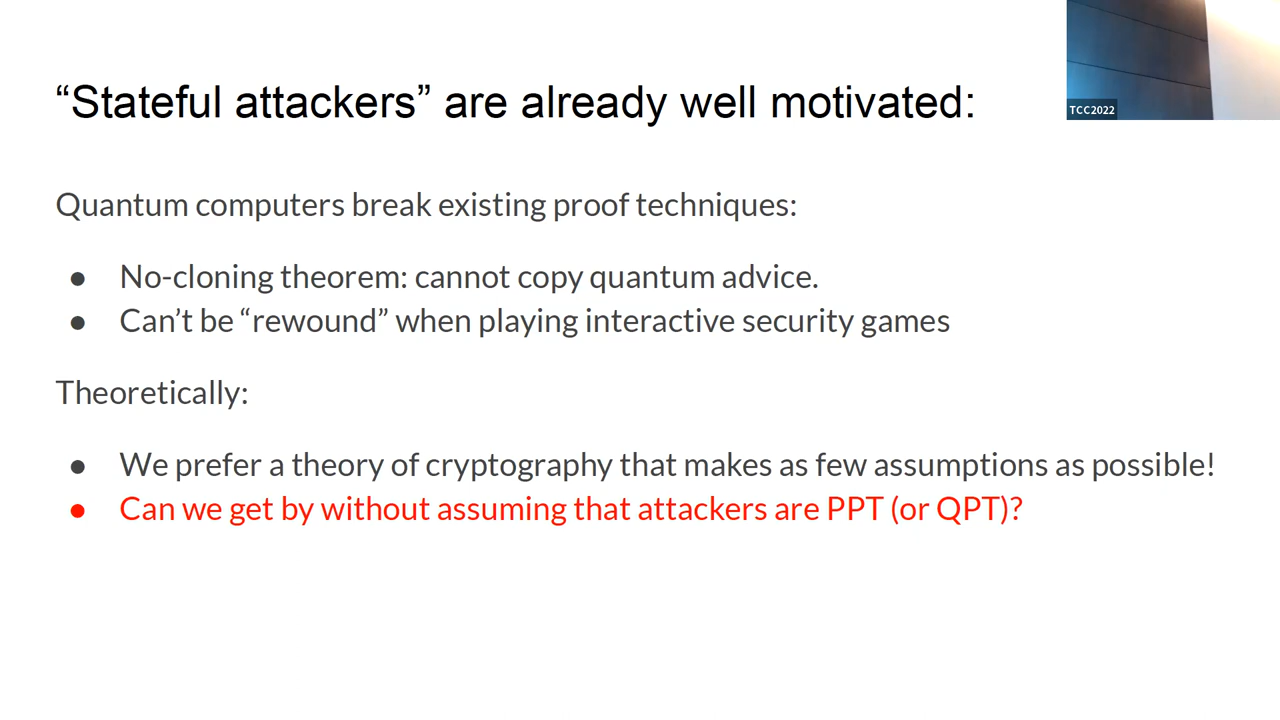 “Stateful attackers” are already well motivated:
TCC2022
Quantum computers break existing proof techniques:
● No-cloning theorem: cannot copy quantum advice.
● Can’t be “rewound” when playing interactive security games
Theoretically:
● We prefer a theory of cryptography that makes as few assumptions as possible!
● Can we get by without assuming that attackers are PPT (or QPT)?